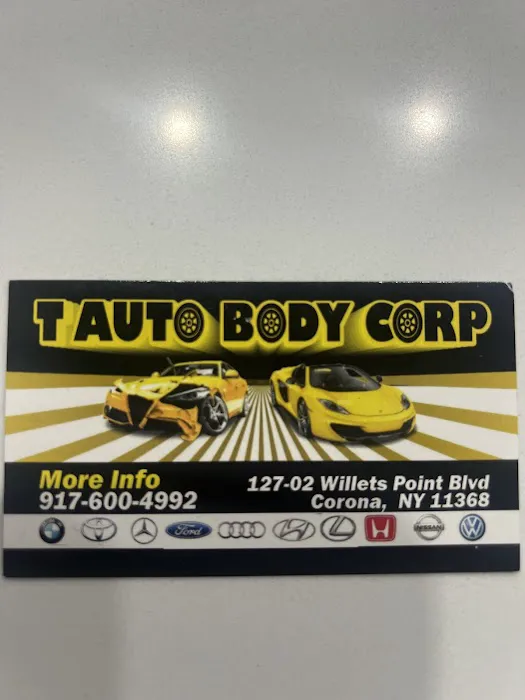 T AUTO BODY CORP
More Info
917-600-4992
127-02 Willets Point Blvd
Corona, NY 11368
Ford
NISSAN